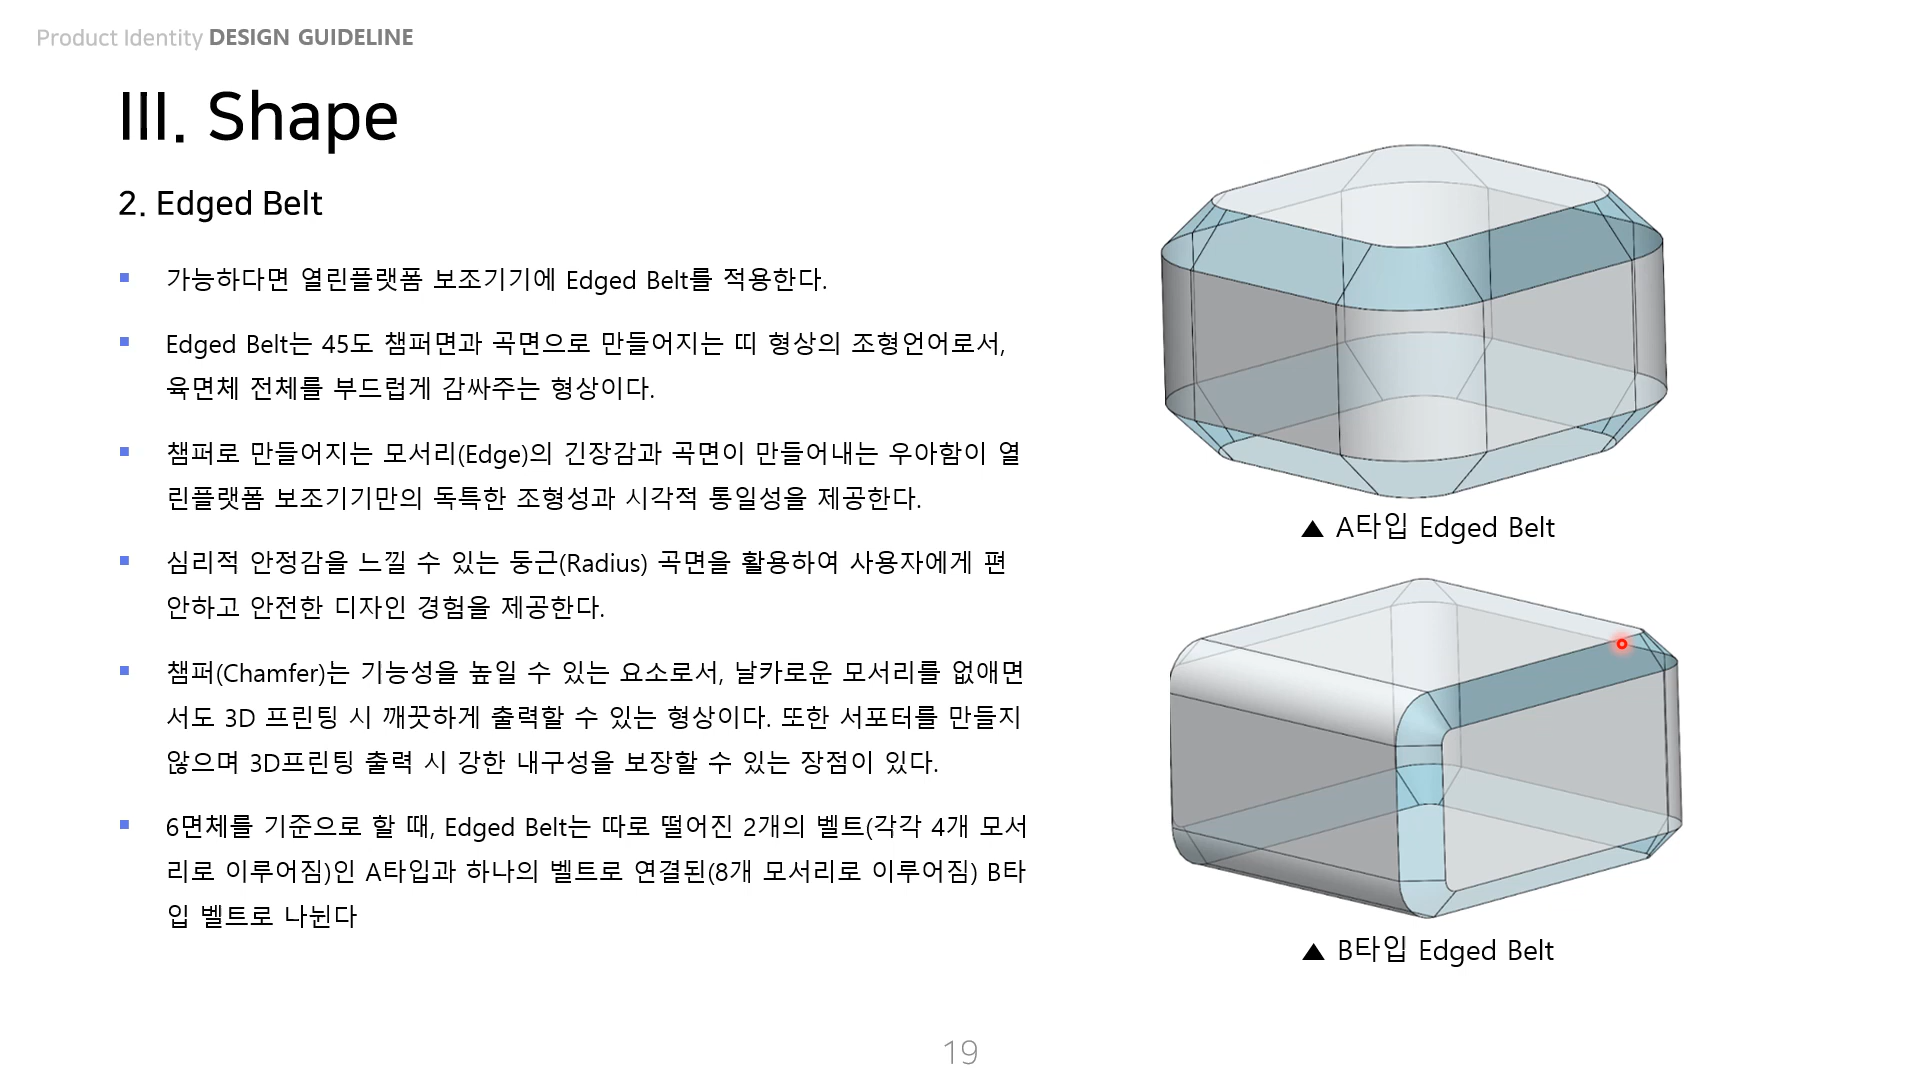 Product Identity DESIGN GUIDELINE
III. Shape
2. Edged Belt
▪ 가능하다면 열린플랫폼 보조기기에 Edged Belt를 적용한다.
▪ Edged Belt는 45도 챔퍼면과 곡면으로 만들어지는 띠 형상의 조형언어로서,
육면체 전체를 부드럽게 감싸주는 형상이다.
▪ 챔퍼로 만들어지는 모서리(Edge)의 긴장감과 곡면이 만들어내는 우아함이 열
린플랫폼 보조기기만의 독특한 조형성과 시각적 통일성을 제공한다.
▪ 심리적 안정감을 느낄 수 있는 둥근(Radius) 곡면을 활용하여 사용자에게 편
안하고 안전한 디자인 경험을 제공한다.
▪ 챔퍼(Chamfer)는 기능성을 높일 수 있는 요소로서, 날카로운 모서리를 없애면
서도 3D 프린팅 시 깨끗하게 출력할 수 있는 형상이다. 또한 서포터를 만들지
않으며 3D프린팅 출력 시 강한 내구성을 보장할 수 있는 장점이 있다.
▪ 6면체를 기준으로 할 때, Edged Belt는 따로 떨어진 2개의 벨트(각각 4개 모서
리로 이루어짐)인 A타입과 하나의 벨트로 연결된(8개 모서리로 이루어짐) B타
입 벨트로 나뉜다
▲ A타입 Edged Belt
▲ B타입 Edged Belt
19